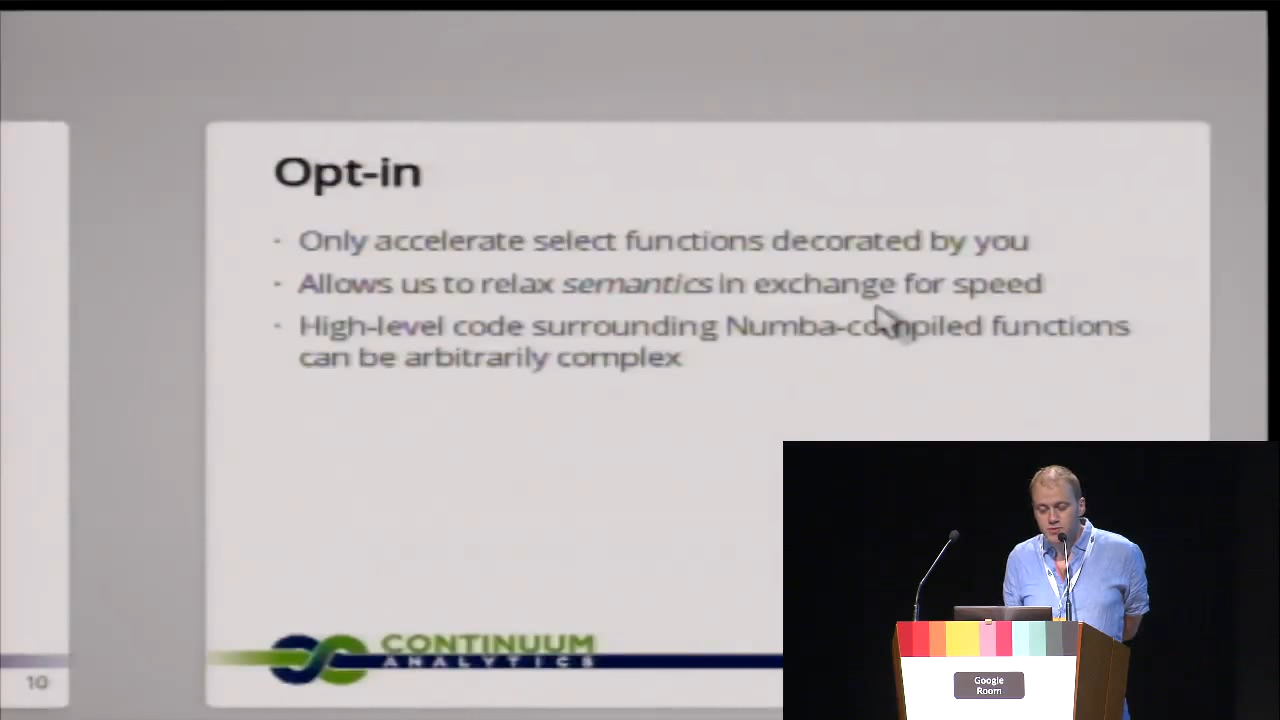 Opt-in
· Only accelerate select functions decorated by you
· Allows us to relax semantics in exchange for speed
· High-level code surrounding Numba-compiled functions
can be arbitrarily complex
CONTINUUM
ANALYTICS
10
Google
Room